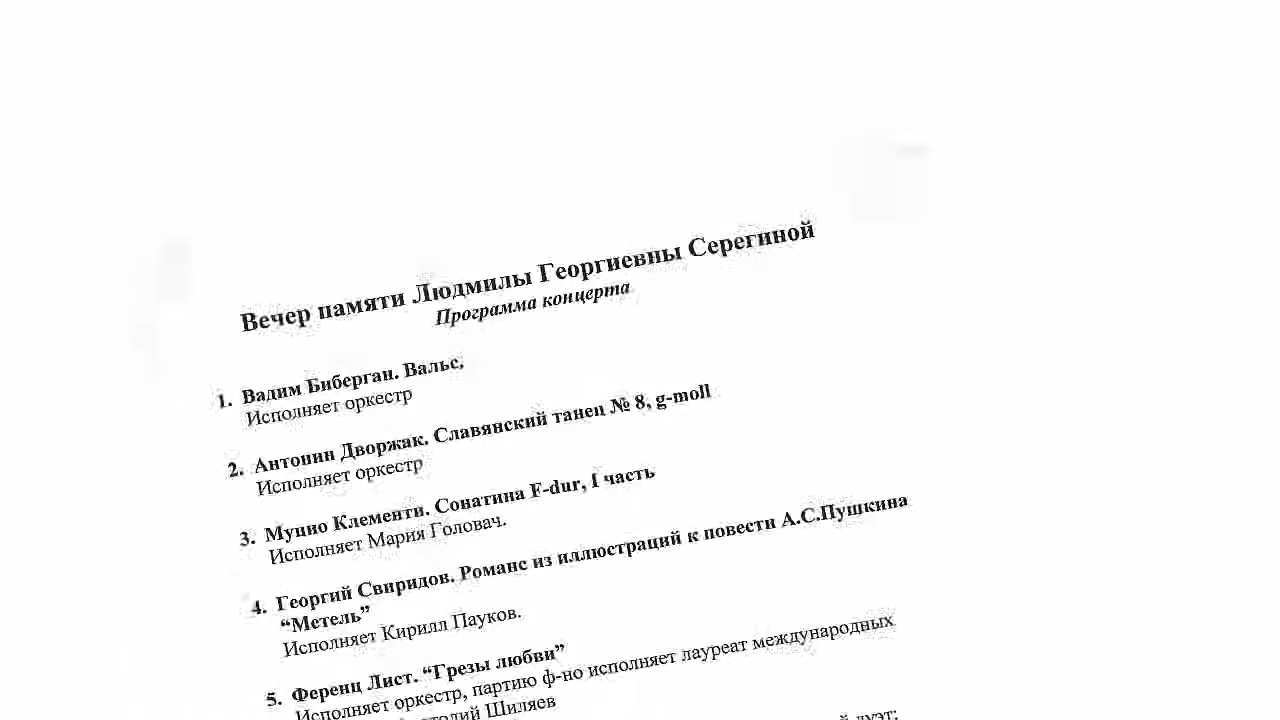 Вечер памяти Людмилы Георгиевны Серегиной
Программа концерта
1. Вадим Биберган. Вальс.
Исполняет оркестр
2. Антонин Дворжак. Славянский танец № 8, g-moll
Исполняет оркестр
3. Муцио Клементи. Сонатина F-dur, I часть
Исполняет Мария Головач.
4. Георгий Свиридов. Романс из иллюстраций к повести А.С.Пушкина
“Метель”
Исполняет Кирилл Пауков.
5. Ференц Лист. “Грезы любви”
Исполняет оркестр, партию ф-но исполняет лауреат международных
Шиляев
дуэт: